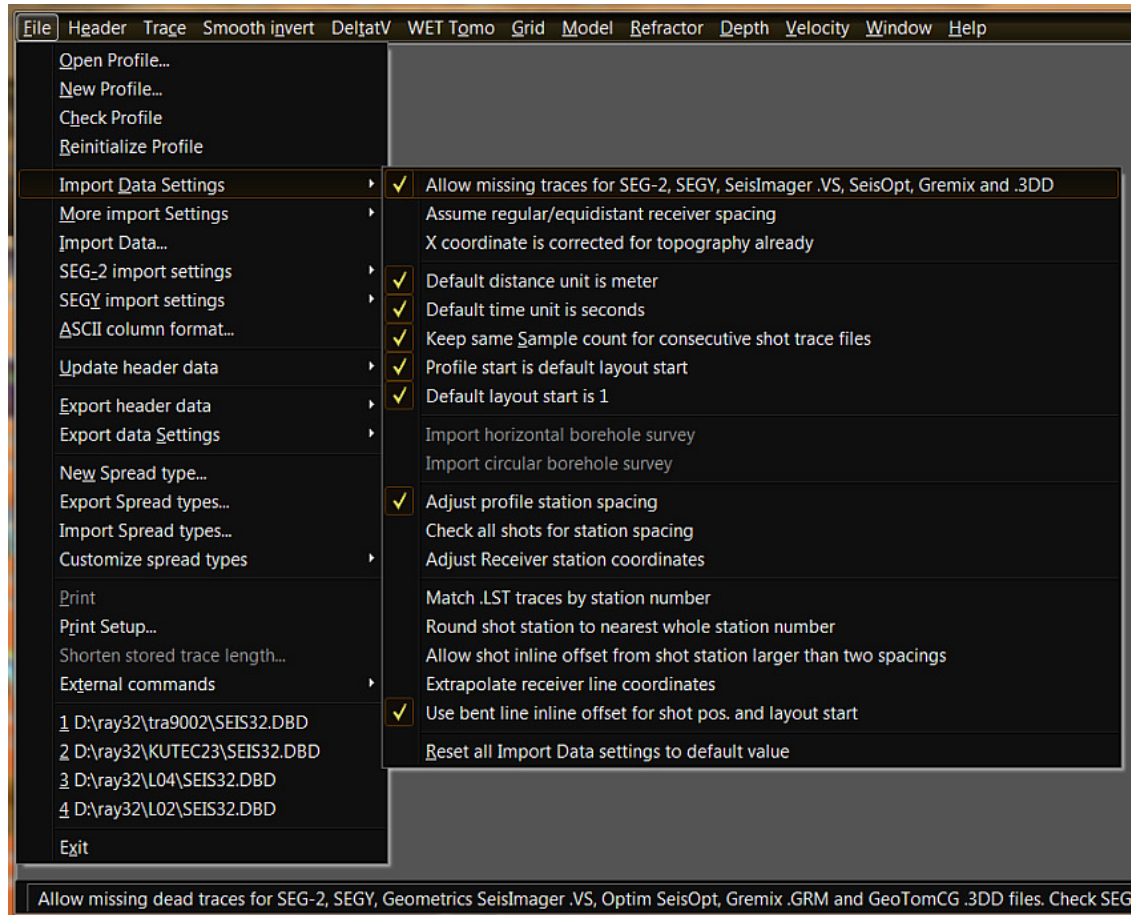 File Header Trace Smooth invert DeltatV WET Tomo Grid Model Refractor Depth Velocity Window Help
Open Profile...
New Profile...
Check Profile
Reinitialize Profile
Import Data Settings
More import Settings
Import Data...
SEG-2 import settings
SEGY import settings
ASCII column format...
Update header data
Export header data
Export data Settings
New Spread type...
Export Spread types...
Import Spread types...
Customize spread types
Print
Print Setup...
Shorten stored trace length...
External commands
1 D:\ray32\tra9002\SEIS32.DBD
2 D:\ray32\KUTEC23\SEIS32.DBD
3 D:\ray32\L04\SEIS32.DBD
4 D:\ray32\L02\SEIS32.DBD
Exit
Allow missing traces for SEG-2, SEGY, SeisImager .VS, SeisOpt, Gremix and .3DD
Assume regular/equidistant receiver spacing
X coordinate is corrected for topography already
Default distance unit is meter
Default time unit is seconds
Keep same Sample count for consecutive shot trace files
Profile start is default layout start
Default layout start is 1
Import horizontal borehole survey
Import circular borehole survey
Adjust profile station spacing
Check all shots for station spacing
Adjust Receiver station coordinates
Match .LST traces by station number
Round shot station to nearest whole station number
Allow shot inline offset from shot station larger than two spacings
Extrapolate receiver line coordinates
Use bent line inline offset for shot pos. and layout start
Reset all Import Data settings to default value
Allow missing dead traces for SEG-2, SEGY, Geometrics SeisImager .VS, Optim SeisOpt, Gremix .GRM and GeoTomCG .3DD files. Check SEG